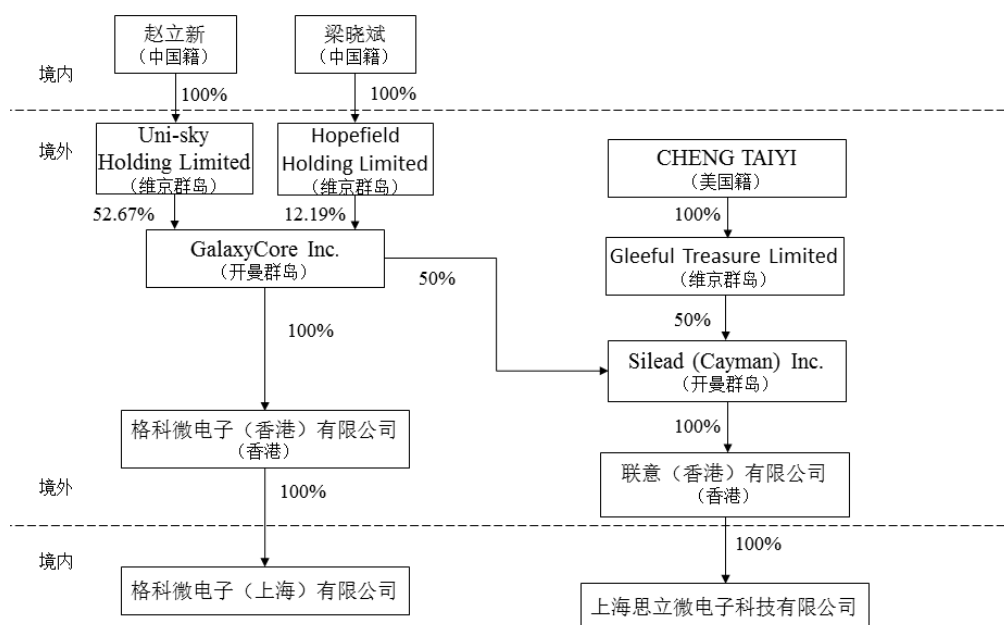 赵立新
（中国籍）
梁晓斌
（中国籍）
境内
100%
100%
境外
Uni-sky
Holding Limited
（维京群岛）
Hopefield
Holding Limited
（维京群岛）
CHENG TAIYI
（美国籍）
52.67%
12.19%
100%
GalaxyCore Inc.
（开曼群岛）
Gleeful Treasure Limited
（维京群岛）
50%
50%
100%
Silead (Cayman) Inc.
（开曼群岛）
格科微电子（香港）有限公司
（香港）
100%
联意（香港）有限公司
（香港）
境外
100%
100%
境内
格科微电子（上海）有限公司
上海思立微电子科技有限公司